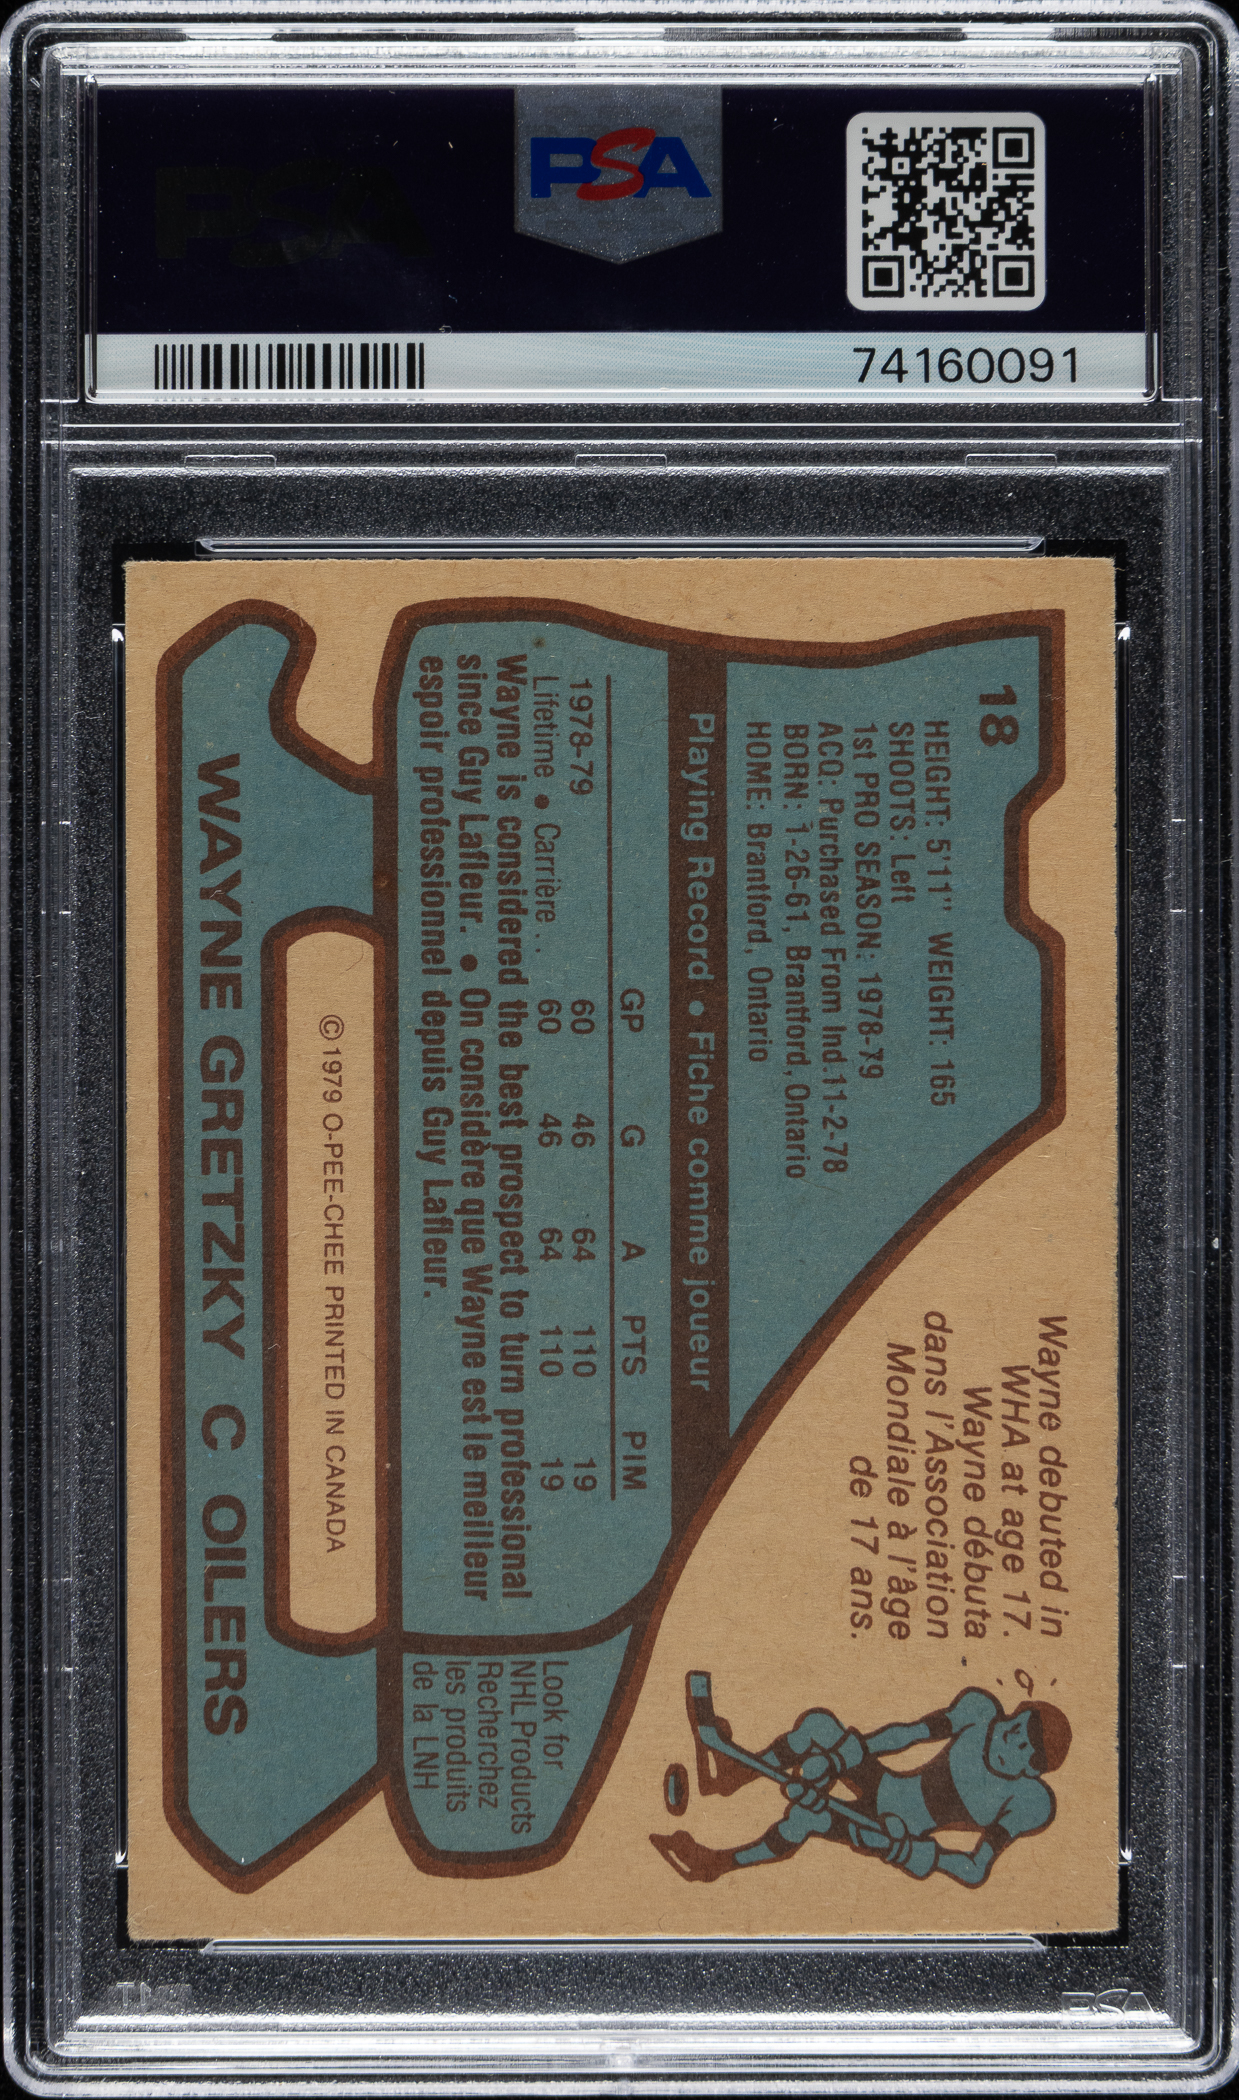 PSA
74160091
18
HEIGHT: 5'11" WEIGHT: 165
SHOOTS: Left
1st PRO SEASON: 1978-79
ACQ: Purchased From Ind. 11-2-78
BORN: 1-26-61, Brantford, Ontario
HOME: Brantford, Ontario
Wayne debuted in
WHA at age 17.
Wayne débuta
dans l'Association
Mondiale à l'âge
de 17 ans.
Playing Record • Fiche comme joueur
GP G A PTS PIM
1978-79 60 46 64 110 19
Lifetime • Carrière.. 60 46 64 110 19
Wayne is considered the best prospect to turn professional
since Guy Lafleur. • On considère que Wayne est le meilleur
espoir professionnel depuis Guy Lafleur.
Look for
NHL Products
Recherchez
les produits
de la LNH
©1979 O-PEE-CHEE PRINTED IN CANADA
WAYNE GRETZKY C OILERS
PSA